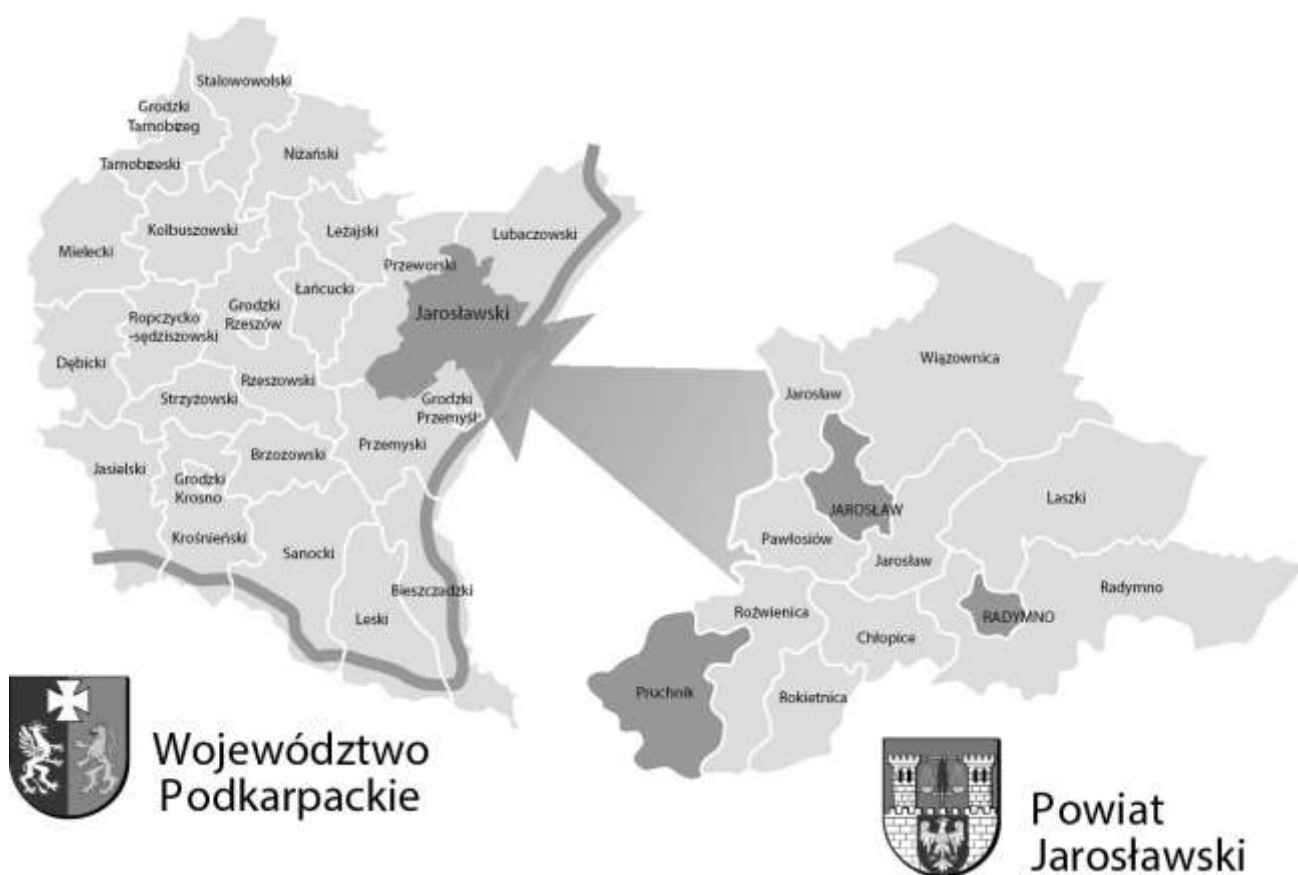 Stalowowolski
Grodzki
Tarnobrzeg
Tarnobrzeski
Niżański
Kolbuszowski
Leżajski
Lubaczowski
Mielecki
Przeworski
Łańcucki
Jarosławski
Grodzki
Rzeszów
Ropczycko
-sędziszowski
Dębicki
Rzeszowski
Strzyżowski
Grodzki
Przemyśl
Przemyski
Brzozowski
Jasielski
Grodzki
Krosno
Krośnieński
Sanocki
Bieszczadzki
Leski
Województwo
Podkarpackie
Wiązownica
Jarosław
Laszki
JAROSŁAW
Pawłosiów
Jarosław
Radymno
RADYMNO
Roźwienica
Chłopice
Pruchnik
Rokietnica
Powiat
Jarosławski